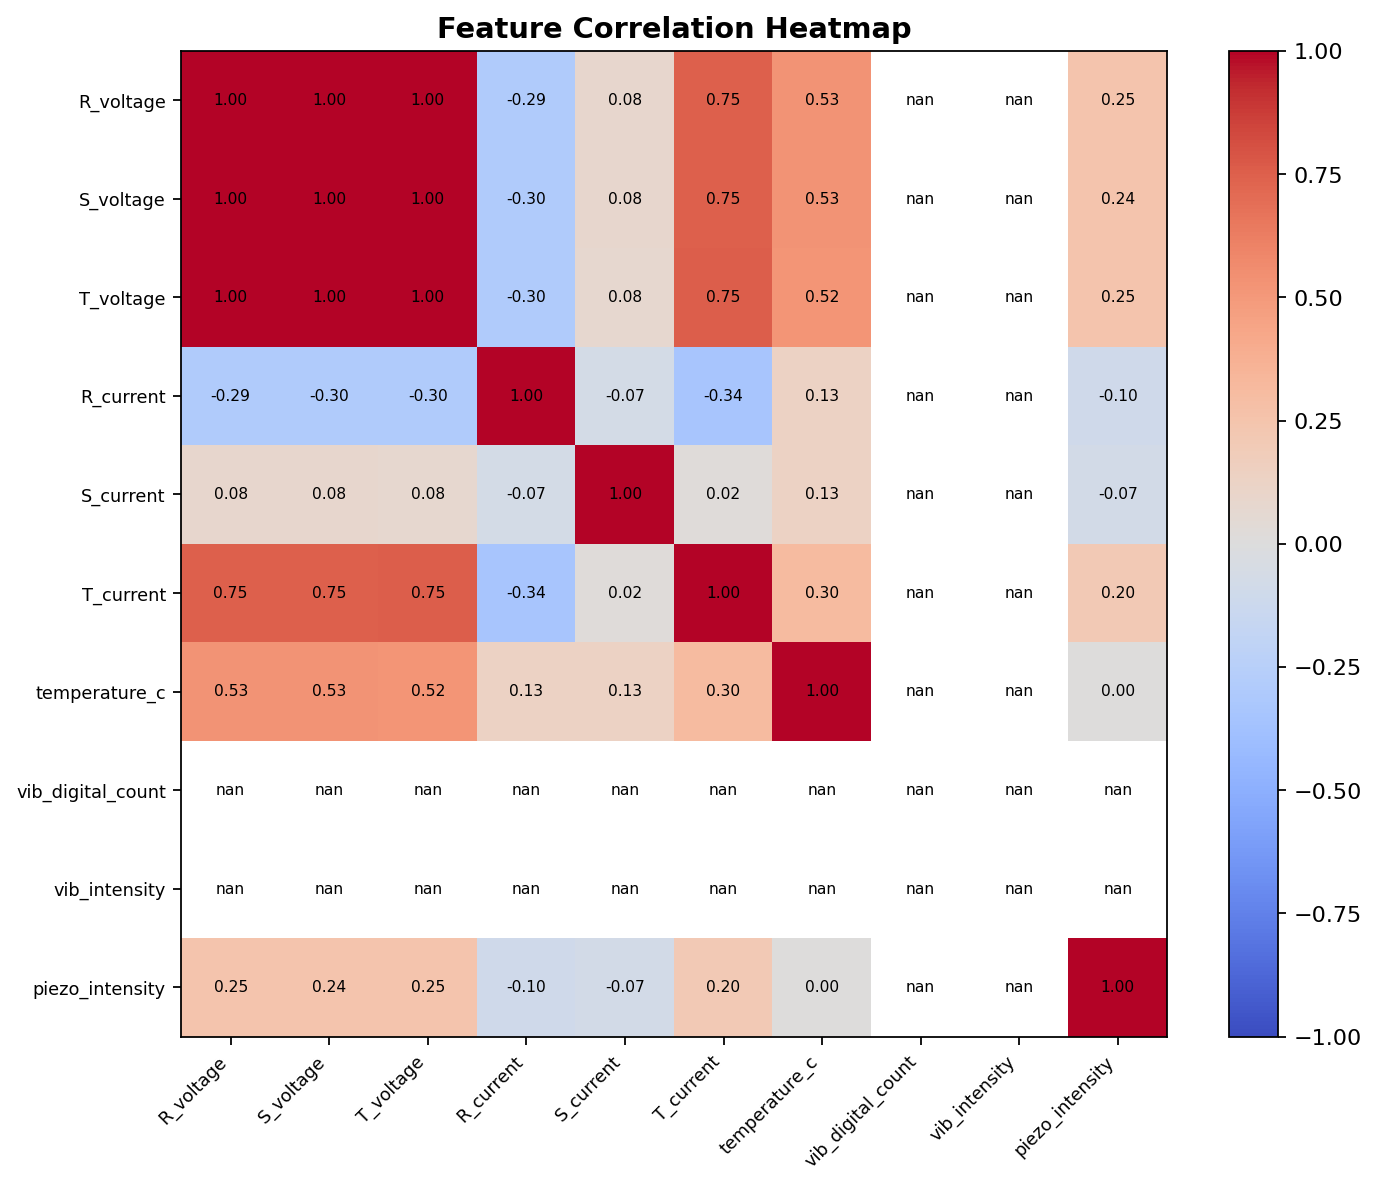 Feature Correlation Heatmap
R_voltage 1.00 1.00 1.00 -0.29 0.08 0.75 0.53 nan nan 0.25
S_voltage 1.00 1.00 1.00 -0.30 0.08 0.75 0.53 nan nan 0.24
T_voltage 1.00 1.00 1.00 -0.30 0.08 0.75 0.52 nan nan 0.25
R_current -0.29 -0.30 -0.30 1.00 -0.07 -0.34 0.13 nan nan -0.10
S_current 0.08 0.08 0.08 -0.07 1.00 0.02 0.13 nan nan -0.07
T_current 0.75 0.75 0.75 -0.34 0.02 1.00 0.30 nan nan 0.20
temperature_c 0.53 0.53 0.52 0.13 0.13 0.30 1.00 nan nan 0.00
vib_digital_count nan nan nan nan nan nan nan nan nan nan
vib_intensity nan nan nan nan nan nan nan nan nan nan
piezo_intensity 0.25 0.24 0.25 -0.10 -0.07 0.20 0.00 nan nan 1.00
R_voltage
S_voltage
T_voltage
R_current
S_current
T_current
temperature_c
vib_digital_count
vib_intensity
piezo_intensity
1.00
0.75
0.50
0.25
0.00
−0.25
−0.50
−0.75
−1.00